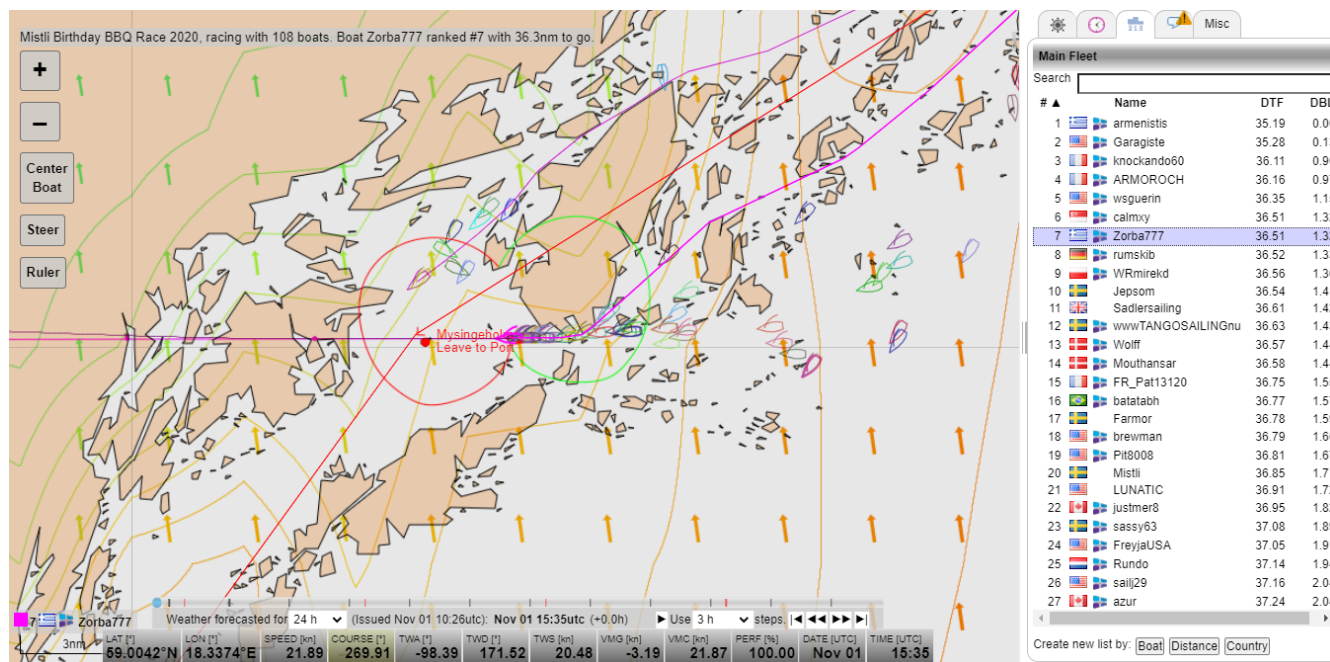 Mistli Birthday BBQ Race 2020, racing with 108 boats. Boat Zorba777 ranked #7 with 36.3nm to go.
+
−
Center
Boat
Steer
Ruler
Leave to Port
7 Zorba777
3nm
Weather forecasted for 24 h (Issued Nov 01 10:26utc): Nov 01 15:35utc (+0.0h) Use 3 h steps.
LAT [°] LON [°] SPEED [kn] COURSE [°] TWA [°] TWD [°] TWS [kn] VMG [kn] VMC [kn] PERF [%] DATE [UTC] TIME [UTC]
59.0042°N 18.3374°E 21.89 269.91 -98.39 171.52 20.48 -3.19 21.87 100.00 Nov 01 15:35
Misc
Main Fleet
Search
# ▲ Name DTF
1 armenistis 35.19
2 Garagiste 35.28
3 knockando60 36.11
4 ARMOROCH 36.16
5 wsguerin 36.35
6 calmxy 36.51
7 Zorba777 36.51
8 rumskib 36.52
9 WRmirekd 36.56
10 Jepsom 36.54
11 Sadlersailing 36.61
12 wwwTANGOSAILINGnu 36.63
13 Wolff 36.57
14 Mouthansar 36.58
15 FR_Pat13120 36.75
16 batatabh 36.77
17 Farmor 36.78
18 brewman 36.79
19 Pit8008 36.81
20 Mistli 36.85
21 LUNATIC 36.91
22 justmer8 36.95
23 sassy63 37.08
24 FreyjaUSA 37.05
25 Rundo 37.14
26 sailj29 37.16
27 azur 37.24
Create new list by: Boat Distance Country